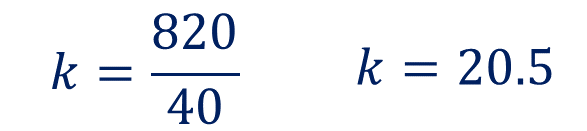 k = 820/40
k = 20.5